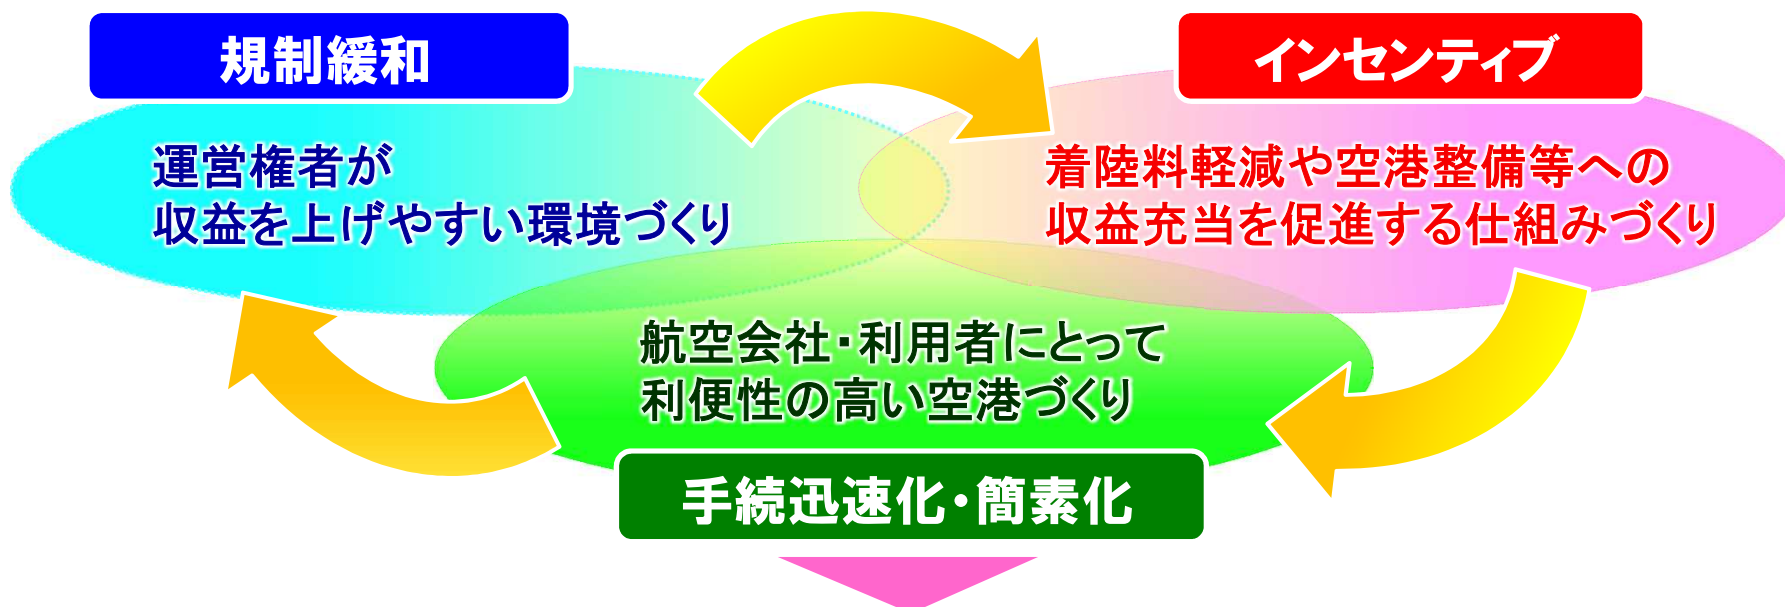 規制緩和
運営権者が
収益を上げやすい環境づくり
インセンティブ
着陸料軽減や空港整備等への
収益充当を促進する仕組みづくり
航空会社・利用者にとって
利便性の高い空港づくり
手続迅速化・簡素化